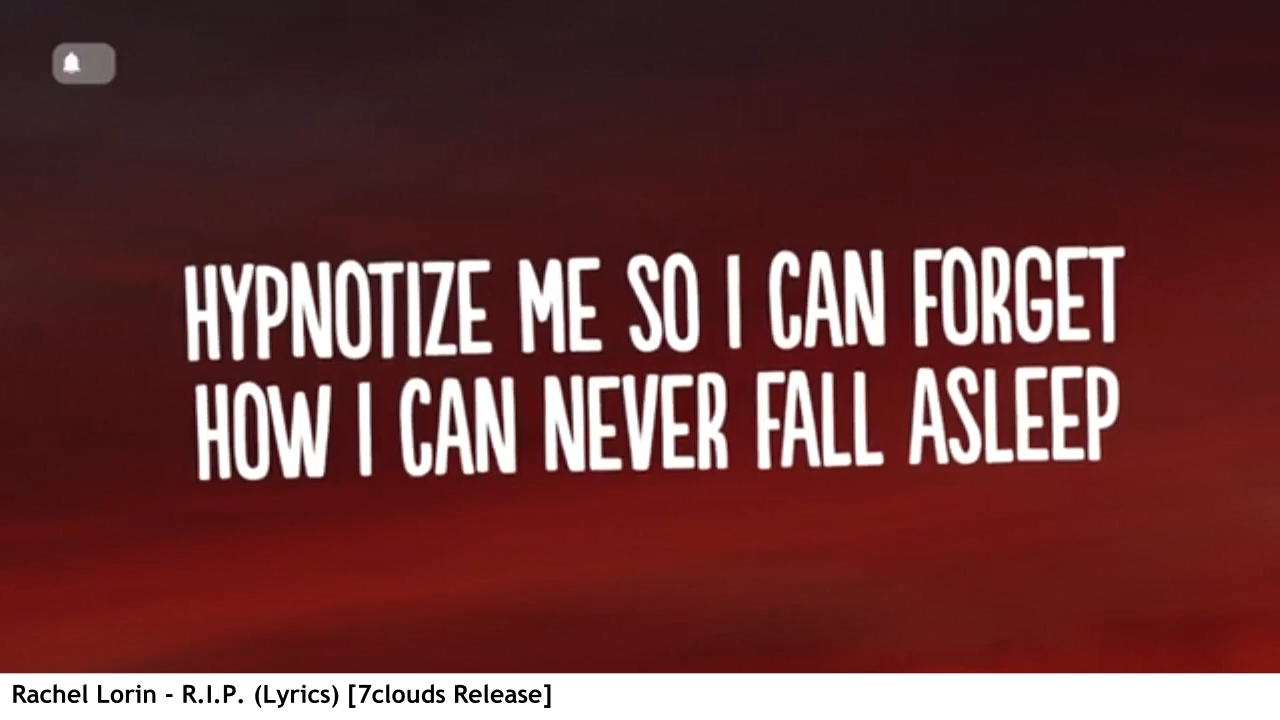 HYPNOTIZE ME SO I CAN FORGET
HOW I CAN NEVER FALL ASLEEP
Rachel Lorin - R.I.P. (Lyrics) [7clouds Release]